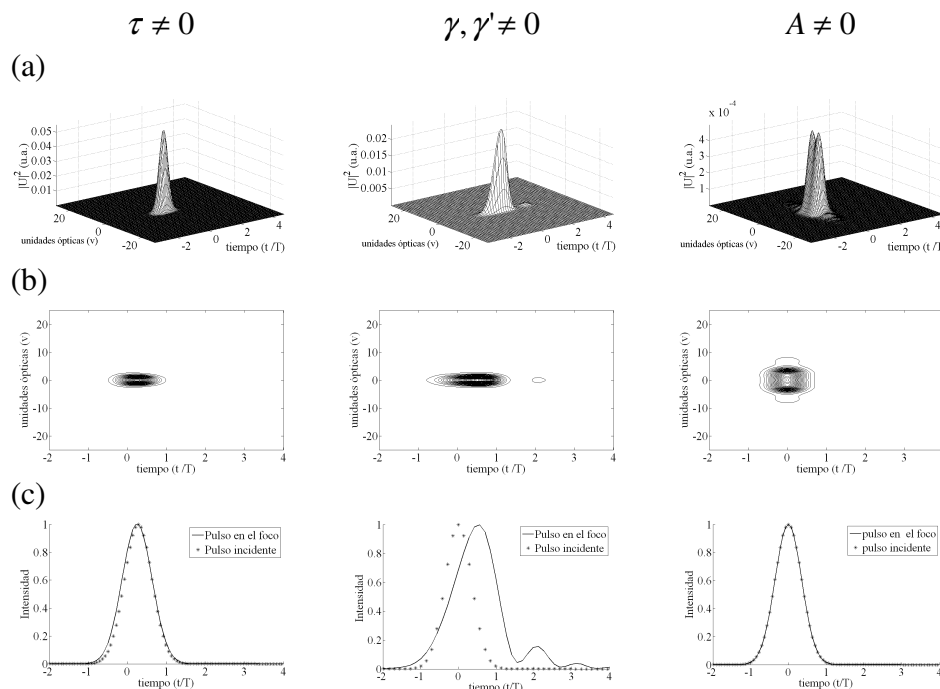 τ ≠ 0 γ, γ' ≠ 0 A ≠ 0
(a)
x 10⁻⁴
0.05 0.04 0.03 0.02 0.01
|U|² (u.a.)
20 0 -20
unidades ópticas (v)
-2 0 2 4
tiempo (t /T)
0.02 0.015 0.01 0.005
|U|² (u.a.)
20 0 -20
unidades ópticas (v)
-2 0 2 4
tiempo (t /T)
4 3 2 1
|U|² (u.a.)
20 0 -20
unidades ópticas (v)
-2 0 2 4
tiempo (t /T)
(b)
20 10 0 -10 -20
unidades ópticas (v)
-2 -1 0 1 2 3 4
tiempo (t /T)
20 10 0 -10 -20
unidades ópticas (v)
-2 -1 0 1 2 3 4
tiempo (t /T)
20 10 0 -10 -20
unidades ópticas (v)
-2 -1 0 1 2 3 4
tiempo (t /T)
(c)
1 0.8 0.6 0.4 0.2 0
Intensidad
Pulso en el foco
Pulso incidente
-2 -1 0 1 2 3 4
tiempo (t/T)
1 0.8 0.6 0.4 0.2 0
Intensidad
Pulso en el foco
Pulso incidente
-2 -1 0 1 2 3 4
tiempo (t/T)
1 0.8 0.6 0.4 0.2 0
Intensidad
pulso en el foco
pulso incidente
-2 -1 0 1 2 3 4
tiempo (t/T)